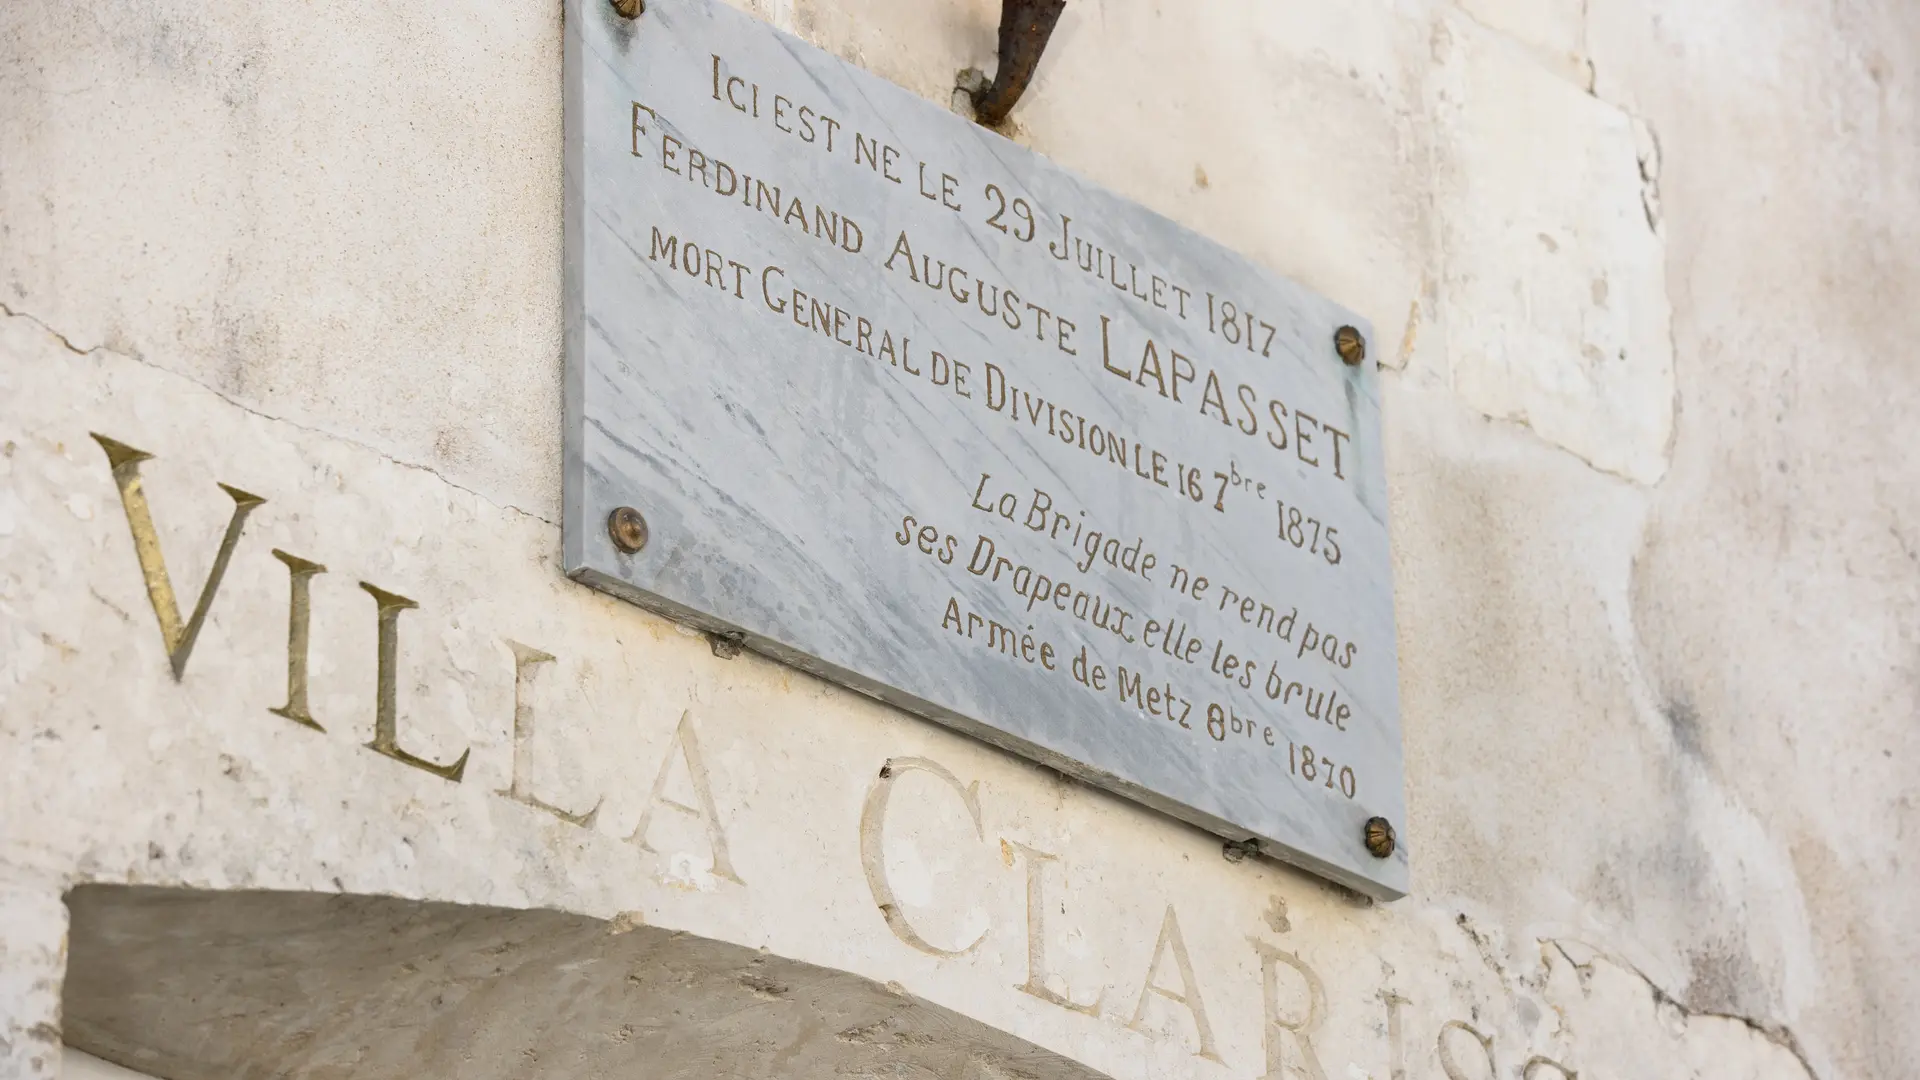 ICI EST NE LE 29 JUILLET 1817
FERDINAND AUGUSTE LAPASSET
MORT GENERAL DE DIVISION LE 16 7bre 1875
La Brigade ne rend pas
ses Drapeaux elle les brule
Armée de Metz 8bre 1870
VILLA CLARISS